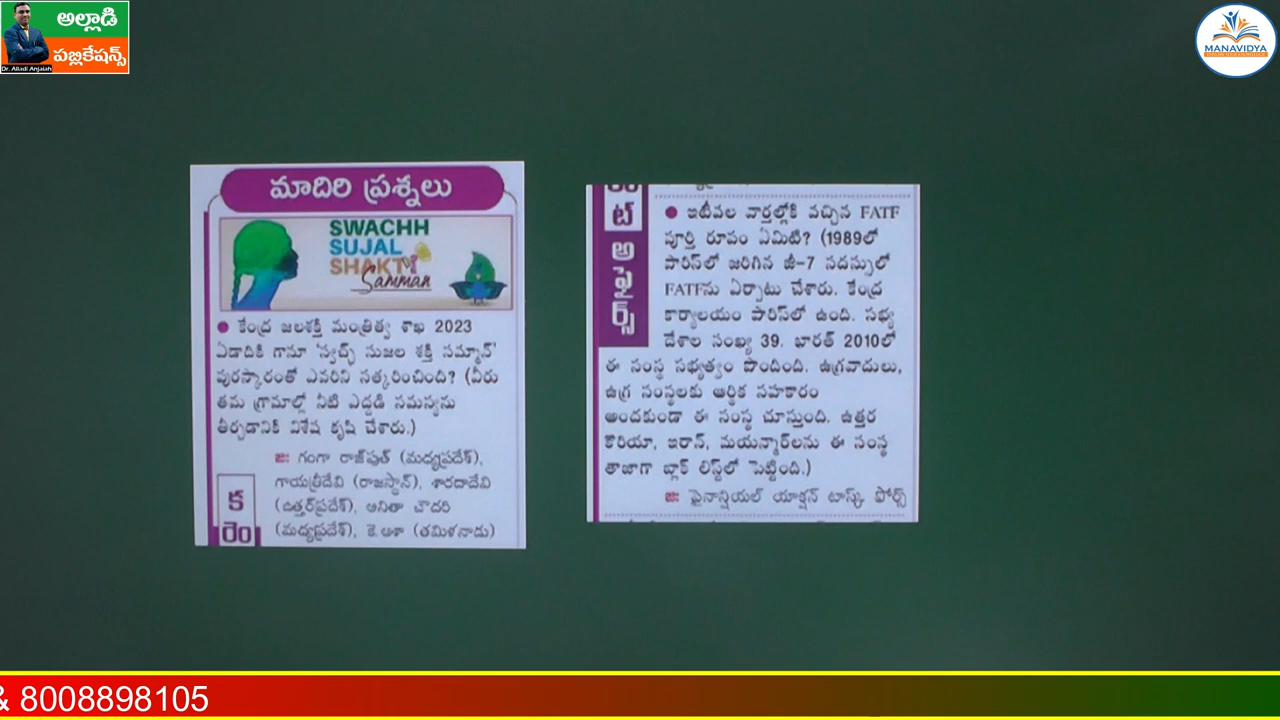 అల్లాడి
పబ్లికేషన్స్
Dr. Alladi Anjaiah
MANAVIDYA
మాదిరి ప్రశ్నలు
SWACHH
SUJAL
SHAKTI
Samman
● కేంద్ర జలశక్తి మంత్రిత్వ శాఖ 2023
ఏడాదికి గానూ 'స్వచ్ఛ సుజల శక్తి సమ్మాన్'
పురస్కారంతో ఎవరిని సత్కరించింది? (వీరు
తమ గ్రామాల్లో నీటి ఎద్దడి సమస్యను
తీర్చడానికి విశేష కృషి చేశారు.)
జ: గంగా రాజ్‌పుత్ (మధ్యప్రదేశ్),
గాయత్రీదేవి (రాజస్థాన్), శారదాదేవి
(ఉత్తర్‌ప్రదేశ్), అనితా చౌదరి
(మధ్యప్రదేశ్), కె.ఆశా (తమిళనాడు)
క
రెం
ట్
అ
ఫై
ర్స్
● ఇటీవల వార్తల్లోకి వచ్చిన FATF
పూర్తి రూపం ఏమిటి? (1989లో
పారిస్‌లో జరిగిన జీ-7 సదస్సులో
FATFను ఏర్పాటు చేశారు. కేంద్ర
కార్యాలయం పారిస్‌లో ఉంది. సభ్య
దేశాల సంఖ్య 39. భారత్ 2010లో
ఈ సంస్థ సభ్యత్వం పొందింది. ఉగ్రవాదులు,
ఉగ్ర సంస్థలకు ఆర్థిక సహకారం
అందకుండా ఈ సంస్థ చూస్తుంది. ఉత్తర
కొరియా, ఇరాన్, మయన్మార్‌లను ఈ సంస్థ
తాజాగా బ్లాక్ లిస్ట్‌లో పెట్టింది.)
జ: ఫైనాన్షియల్ యాక్షన్ టాస్క్ ఫోర్స్
& 8008898105